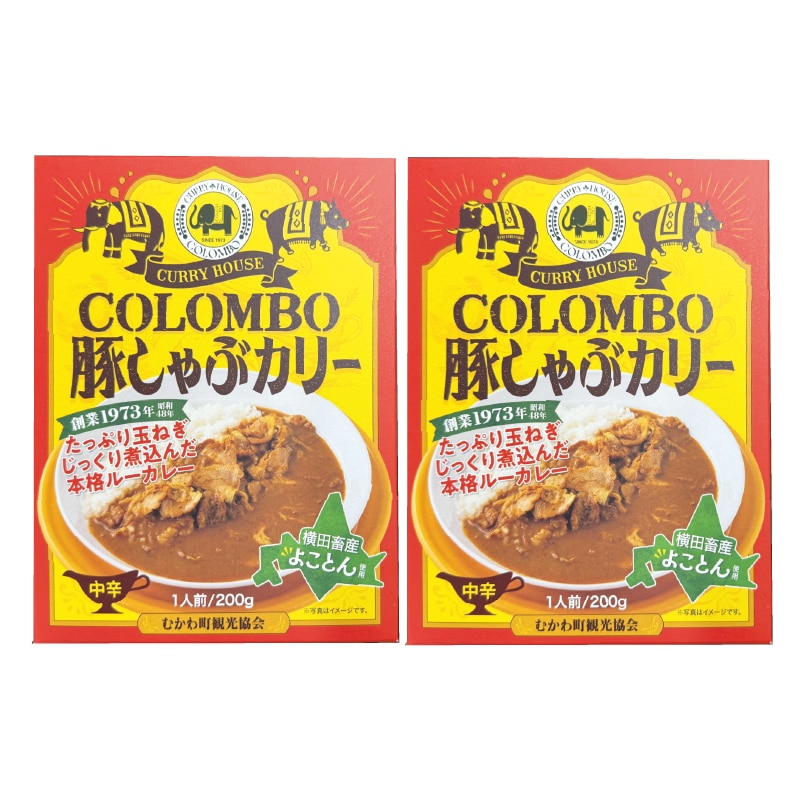 CURRY HOUSE
SINCE 1973
COLOMBO
CURRY HOUSE
COLOMBO
豚しゃぶカリー
創業1973年 昭和48年
たっぷり玉ねぎ
じっくり煮込んだ
本格ルーカレー
横田畜産
よことん使用
中辛
1人前/200g
※写真はイメージです。
むかわ町観光協会
CURRY HOUSE
SINCE 1973
COLOMBO
CURRY HOUSE
COLOMBO
豚しゃぶカリー
創業1973年 昭和48年
たっぷり玉ねぎ
じっくり煮込んだ
本格ルーカレー
横田畜産
よことん使用
中辛
1人前/200g
※写真はイメージです。
むかわ町観光協会